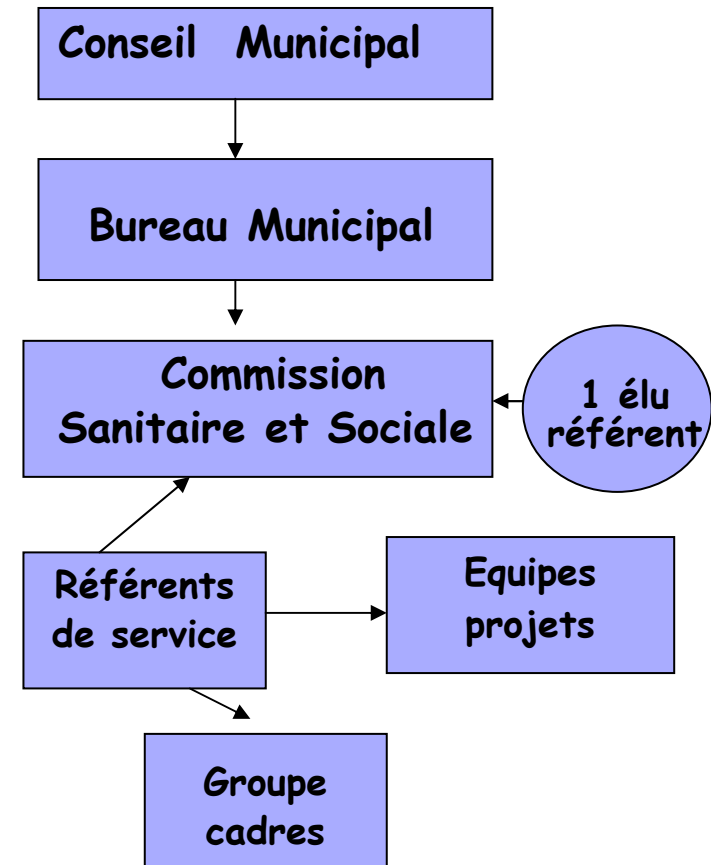 Conseil Municipal
Bureau Municipal
Commission
Sanitaire et Sociale
1 élu
référent
Référents
de service
Equipes
projets
Groupe
cadres